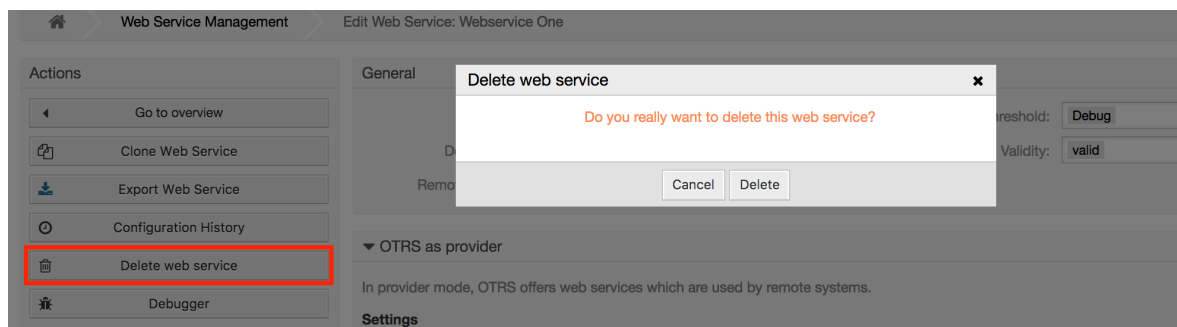 Web Service Management
Edit Web Service: Webservice One
Actions
Go to overview
Clone Web Service
Export Web Service
Configuration History
Delete web service
Debugger
General
Delete web service
Do you really want to delete this web service?
Cancel
Delete
Debug
Validity:
valid
OTRS as provider
In provider mode, OTRS offers web services which are used by remote systems.
Settings